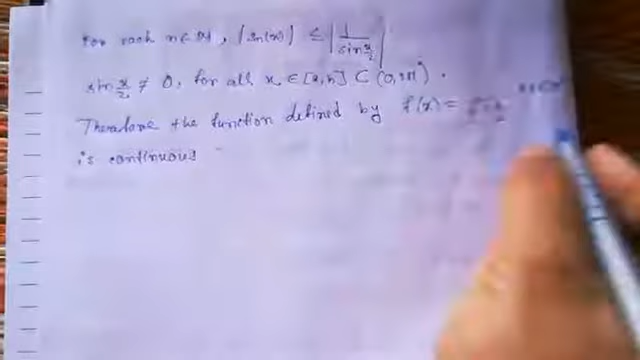 For each n ∈ ℕ, |sn(x)| ≤ |1/sin x/2|
sin x/2 ≠ 0, for all x ∈ [a,b] ⊂ (0,2π).
Therefore the function defined by f(x) =
is continuous